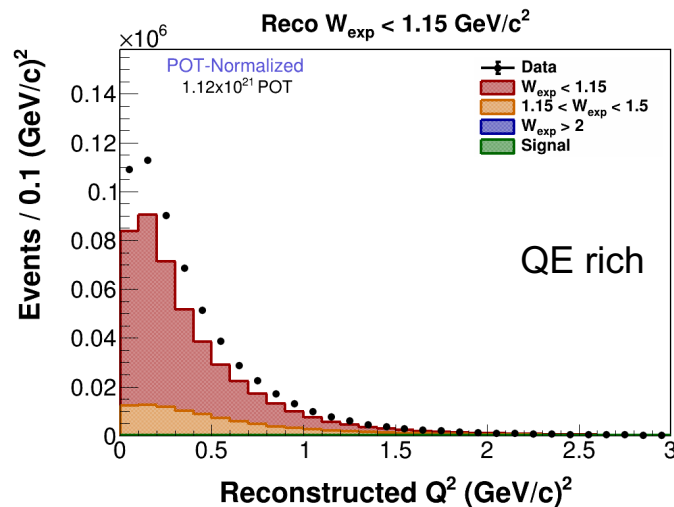 Reco W_exp < 1.15 GeV/c²
×10⁶
POT-Normalized
1.12x10²¹ POT
Data
W_exp < 1.15
1.15 < W_exp < 1.5
W_exp > 2
Signal
QE rich
Events / 0.1 (GeV/c)²
0.14
0.12
0.1
0.08
0.06
0.04
0.02
0
0 0.5 1 1.5 2 2.5 3
Reconstructed Q² (GeV/c)²